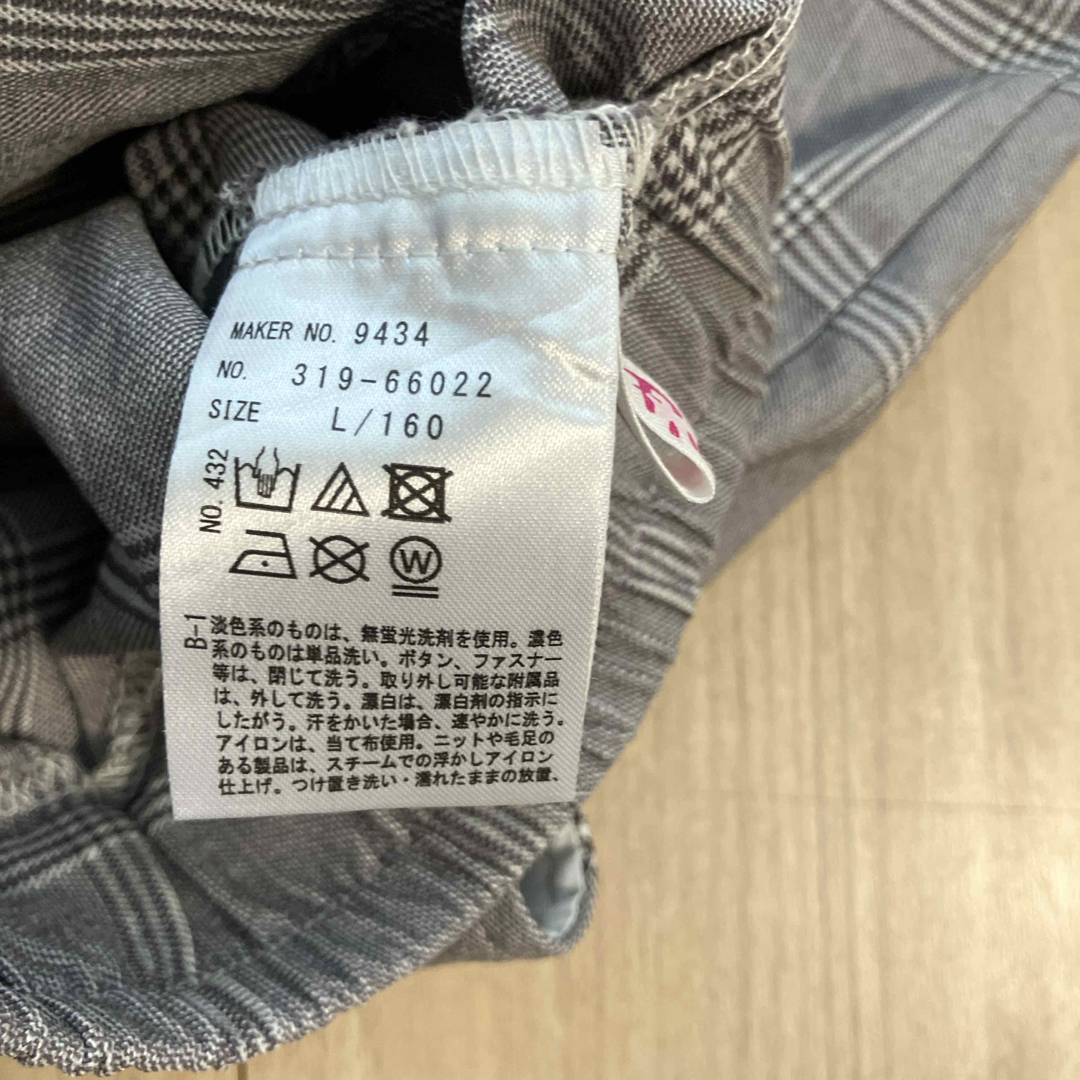 MAKER NO. 9434
NO. 319-66022
SIZE L/160
NO. 432
W
B-1
淡色系のものは、無蛍光洗剤を使用。濃色
系のものは単品洗い。ボタン、ファスナー
等は、閉じて洗う。取り外し可能な附属品
は、外して洗う。漂白は、漂白剤の指示に
したがう。汗をかいた場合、速やかに洗う。
アイロンは、当て布使用。ニットや毛足の
ある製品は、スチームでの浮かしアイロン
仕上げ。つけ置き洗い・濡れたままの放置、